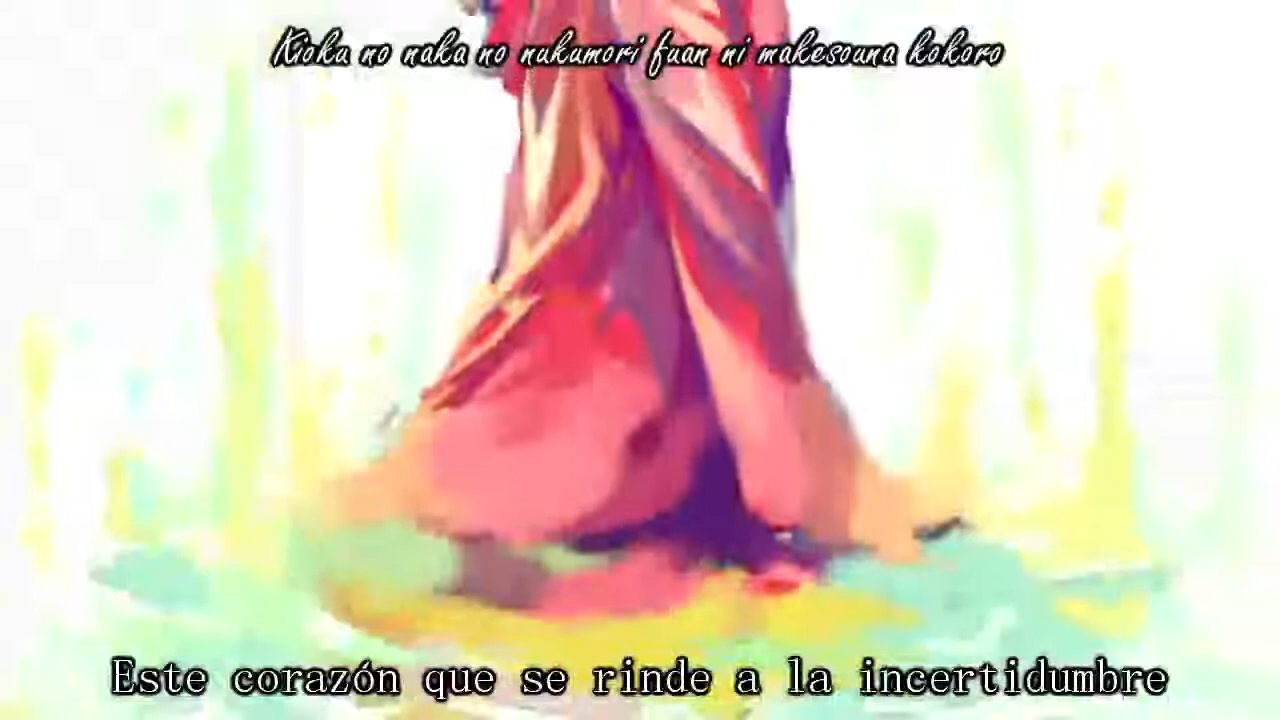 Kioku no naka no nukumori fuan ni makesouna kokoro
Este corazón que se rinde a la incertidumbre